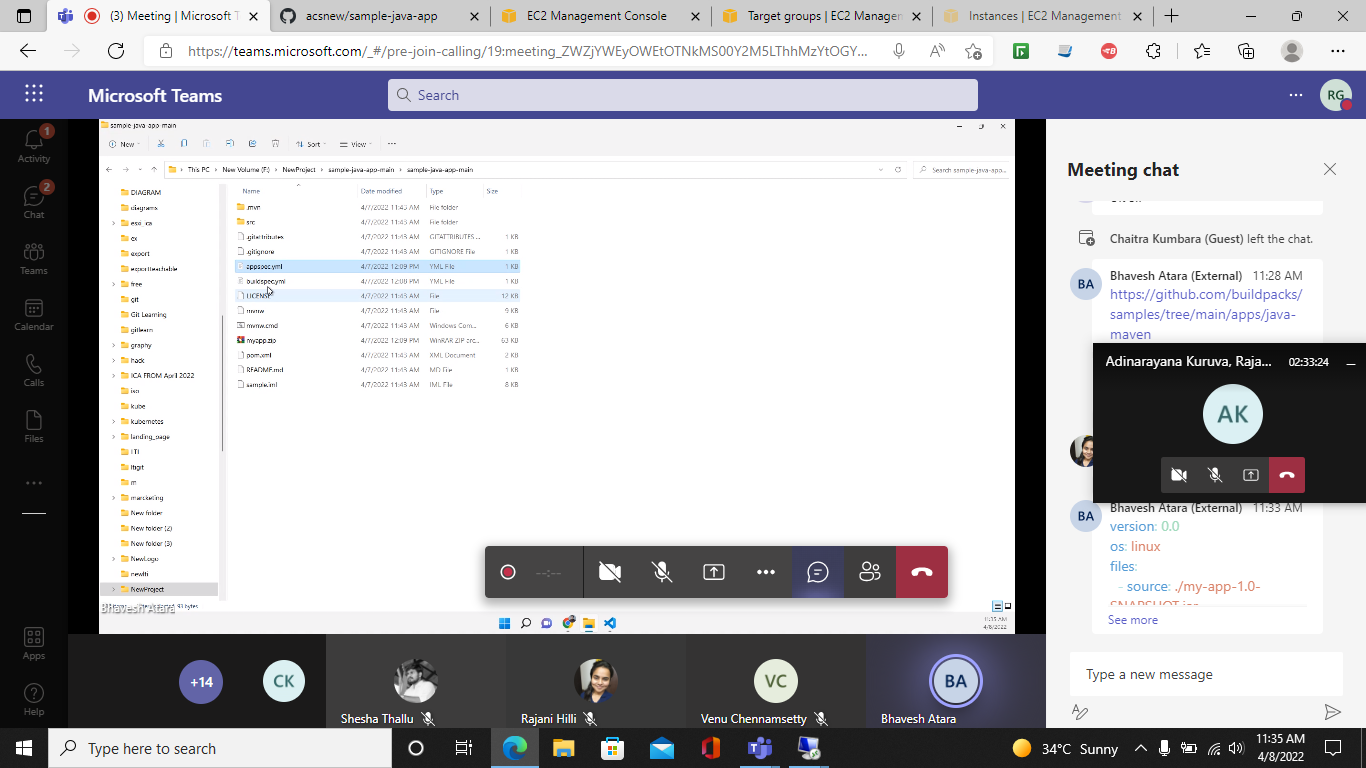 (3) Meeting | Microsoft T
acsnew/sample-java-app
EC2 Management Console
Target groups | EC2 Manager
Instances | EC2 Management
https://teams.microsoft.com/_#/pre-join-calling/19:meeting_ZWZjYWEyOWEtOTNkMS00Y2M5LThhMzYtOGY...
Microsoft Teams
Search
RG
Activity
1
Chat
2
Teams
Calendar
Calls
Files
Apps
Help
sample-java-app-main
New
Sort
View
This PC > New Volume (F:) > NewProject > sample-java-app-main > sample-java-app-main
Search sample-java-app-...
DIAGRAM
diagrams
ex
export
exportteachable
free
git
Git Learning
gitlearn
graphy
hack
ICA FROM April 2022
iso
kube
kubernetes
landing_page
LTI
ltigit
m
marcketing
New folder
New folder (2)
New folder (3)
NewLogo
newlti
NewProject
Name Date modified Type Size
.mvn 4/7/2022 11:43 AM File folder
src 4/7/2022 11:43 AM File folder
.gitattributes 4/7/2022 11:43 AM GITATTRIBUTES ... 1 KB
.gitignore 4/7/2022 11:43 AM GITIGNORE File 1 KB
appspec.yml 4/7/2022 12:09 PM YML File 1 KB
buildspec.yml 4/7/2022 12:08 PM YML File 1 KB
LICENSE 4/7/2022 11:43 AM File 12 KB
mvnw 4/7/2022 11:43 AM File 9 KB
mvnw.cmd 4/7/2022 11:43 AM Windows Com... 6 KB
myapp.zip 4/7/2022 12:09 PM WinRAR ZIP arc... 63 KB
pom.xml 4/7/2022 11:43 AM XML Document 2 KB
README.md 4/7/2022 11:43 AM MD File 1 KB
sample.iml 4/7/2022 11:43 AM IML File 8 KB
Bhavesh Atara
--:--
11:35 AM
4/8/2022
+14
CK
Shesha Thallu
Rajani Hilli
VC
Venu Chennamsetty
BA
Bhavesh Atara
Meeting chat
Chaitra Kumbara (Guest) left the chat.
BA
Bhavesh Atara (External) 11:28 AM
https://github.com/buildpacks/
samples/tree/main/apps/java-
maven
Adinarayana Kuruva, Raja... 02:33:24
AK
BA
Bhavesh Atara (External) 11:33 AM
version: 0.0
os: linux
files:
- source: ./my-app-1.0-
SNAPSHOT.jar
See more
Type a new message
Type here to search
34°C Sunny
11:35 AM
4/8/2022